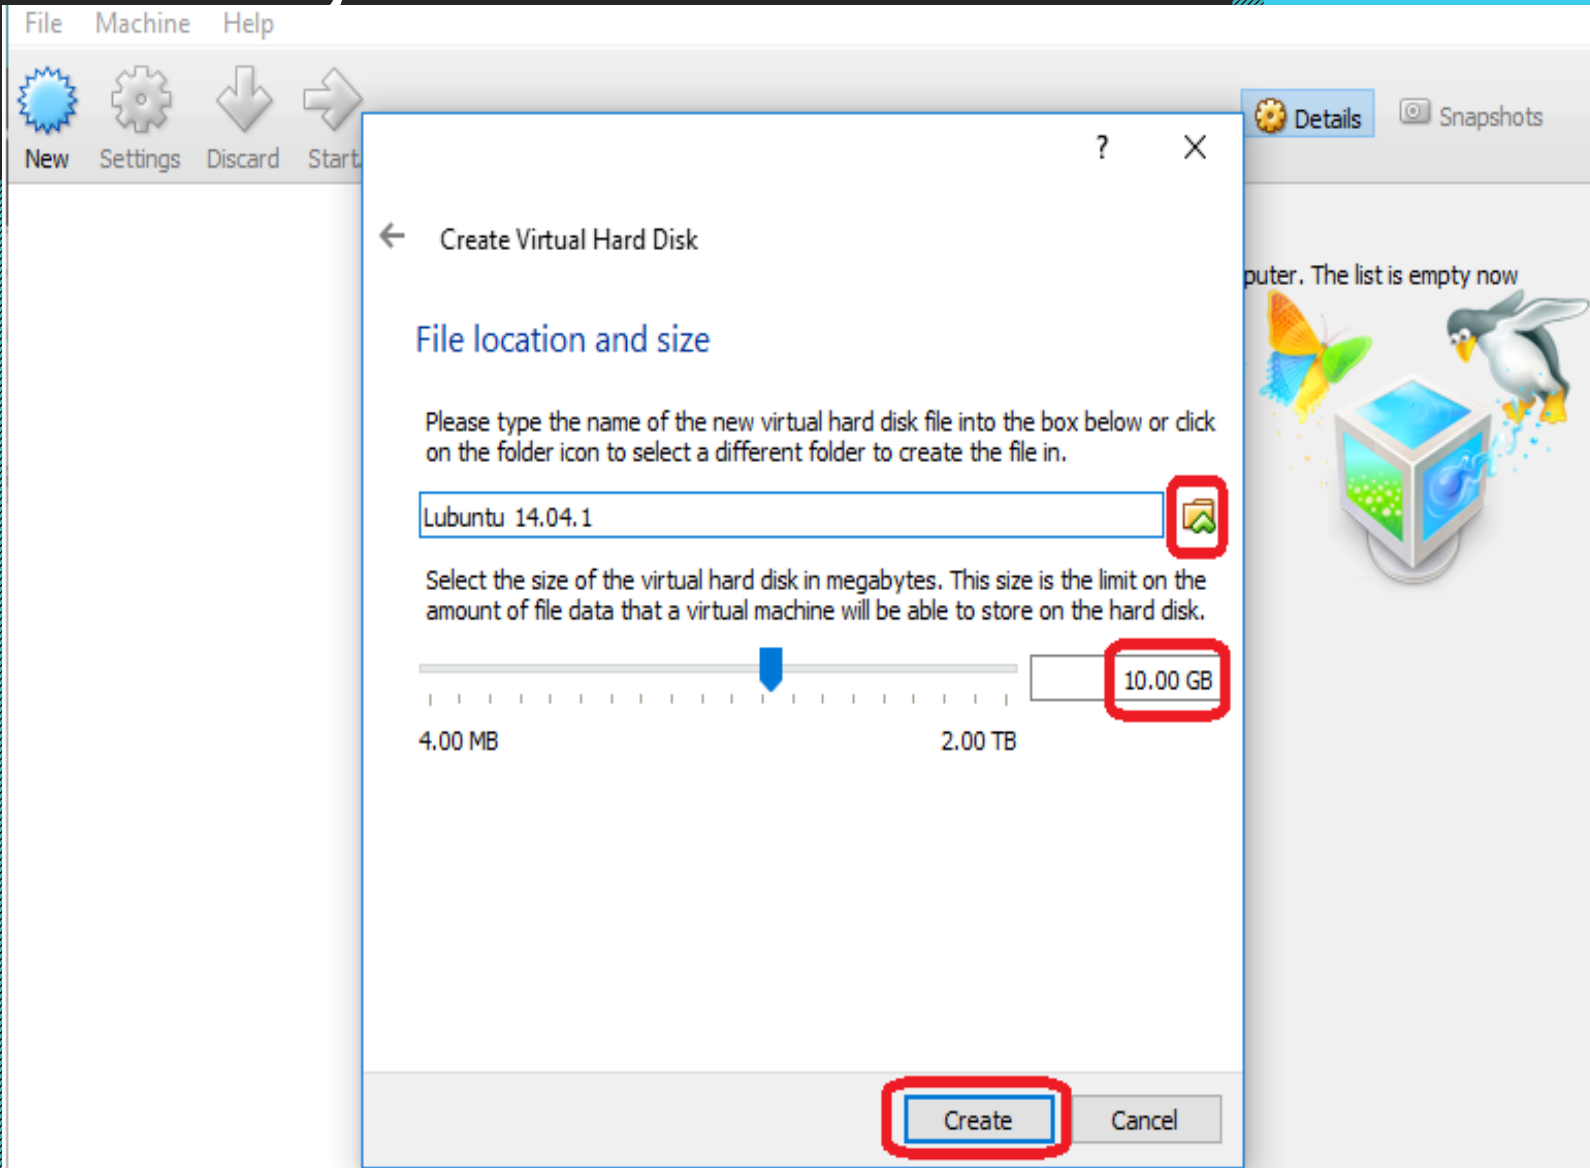 File Machine Help
New Settings Discard Start
Details Snapshots
? X
Create Virtual Hard Disk
puter. The list is empty now
File location and size
Please type the name of the new virtual hard disk file into the box below or click
on the folder icon to select a different folder to create the file in.
Lubuntu 14.04.1
Select the size of the virtual hard disk in megabytes. This size is the limit on the
amount of file data that a virtual machine will be able to store on the hard disk.
10.00 GB
4.00 MB 2.00 TB
Create Cancel